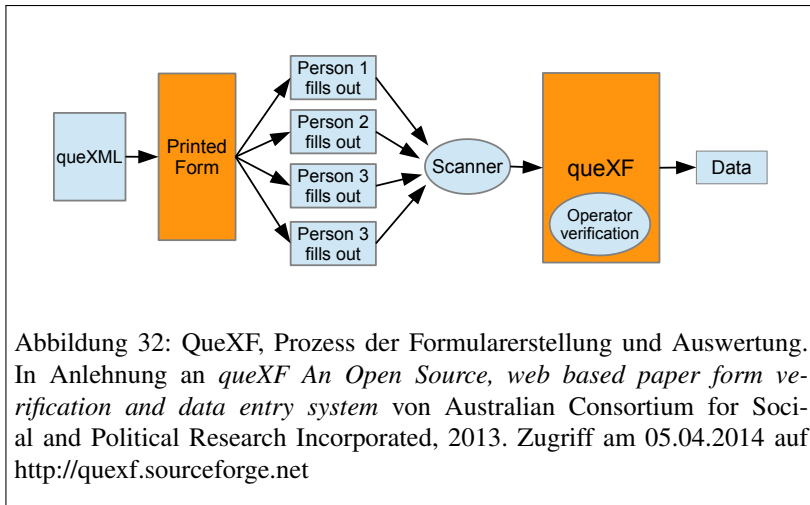 queXML
Printed
Form
Person 1
fills out
Person 2
fills out
Person 3
fills out
Person 3
fills out
Scanner
queXF
Operator
verification
Data
Abbildung 32: QueXF, Prozess der Formularerstellung und Auswertung.
In Anlehnung an queXF An Open Source, web based paper form ve-
rification and data entry system von Australian Consortium for Soci-
al and Political Research Incorporated, 2013. Zugriff am 05.04.2014 auf
http://quexf.sourceforge.net